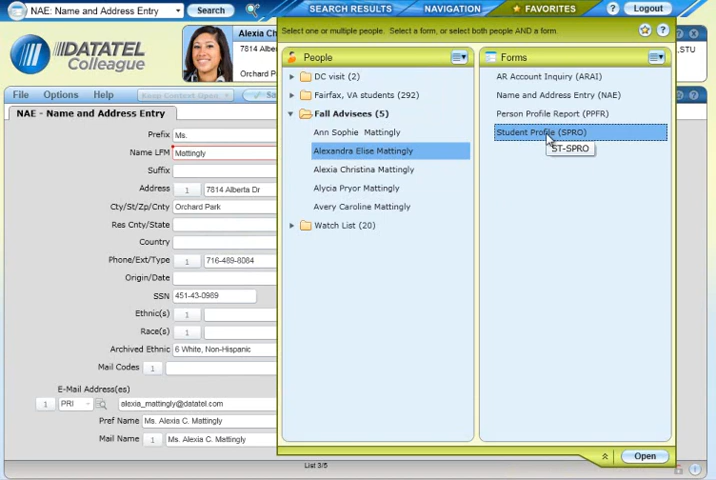 NAE: Name and Address Entry
Search
SEARCH RESULTS
NAVIGATION
FAVORITES
?
Logout
DATATEL
Colleague
Alexia Ch
7814 Alber
Orchard P
, STU
Select one or multiple people. Select a form, or select both people AND a form.
People
DC visit (2)
Fairfax, VA students (292)
Fall Advisees (5)
Ann Sophie Mattingly
Alexandra Elise Mattingly
Alexia Christina Mattingly
Alycia Pryor Mattingly
Avery Caroline Mattingly
Watch List (20)
Forms
AR Account Inquiry (ARAI)
Name and Address Entry (NAE)
Person Profile Report (PPFR)
Student Profile (SPRO)
ST-SPRO
Open
File
Options
Help
Keep Context Open
Sa
NAE - Name and Address Entry
Prefix Ms.
Name LFM Mattingly
Suffix
Address 1 7814 Alberta Dr
Cty/St/Zp/Cnty Orchard Park
Res Cnty/State
Country
Phone/Ext/Type 1 716-489-8084
Origin/Date
SSN 451-43-0989
Ethnic(s) 1
Race(s) 1
Archived Ethnic 6 White, Non-Hispanic
Mail Codes 1
E-Mail Address(es)
1 PRI alexia_mattingly@datatel.com
Pref Name Ms. Alexia C. Mattingly
Mail Name 1 Ms. Alexia C. Mattingly
List 3/5